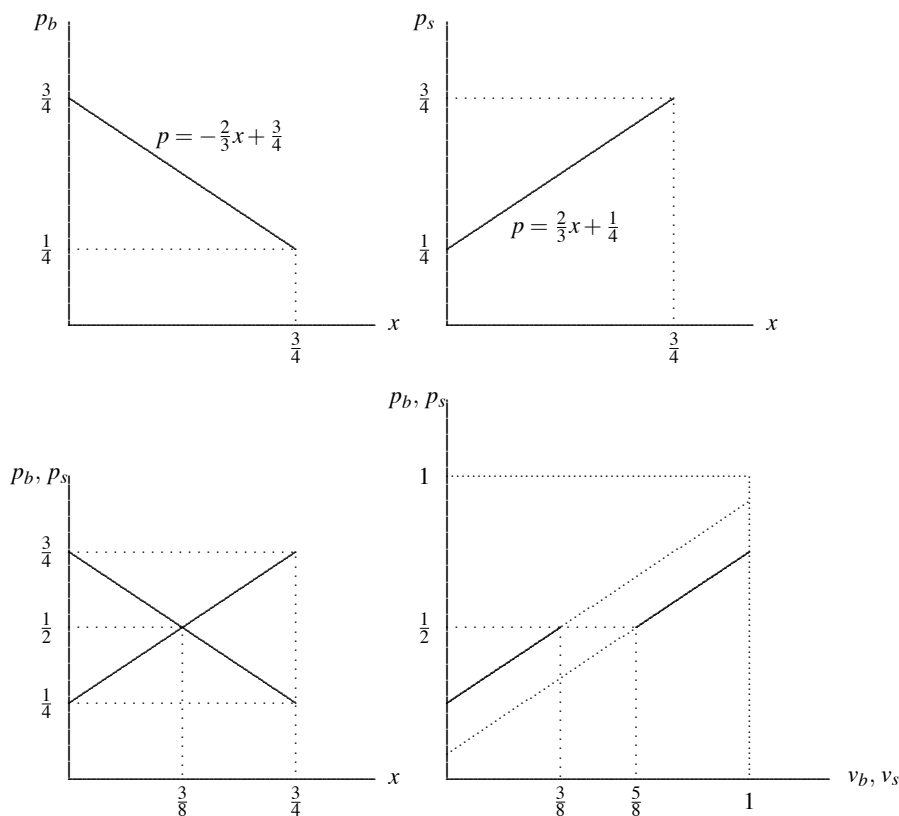 p_b
3/4
p = −2/3x + 3/4
1/4
x
3/4
p_s
3/4
p = 2/3x + 1/4
1/4
x
3/4
p_b, p_s
3/4
1/2
1/4
x
3/8 3/4
p_b, p_s
1
1/2
v_b, v_s
3/8 5/8 1